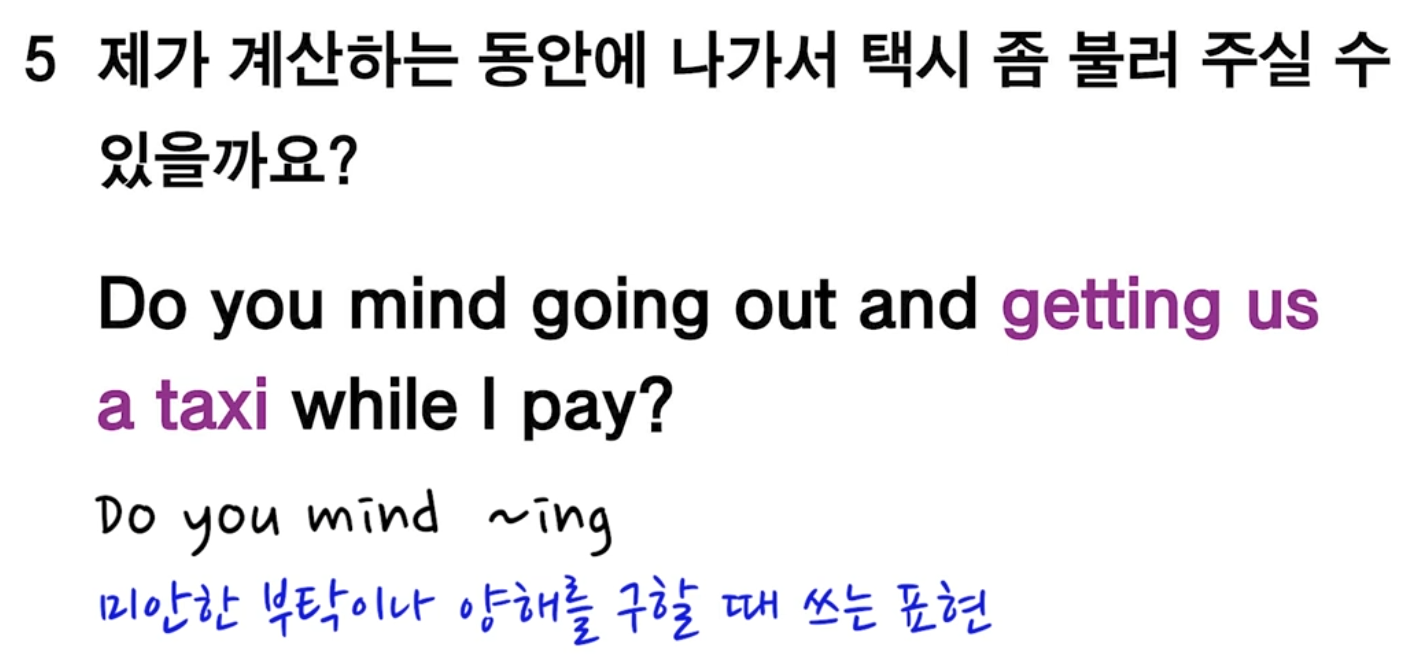 5 제가 계산하는 동안에 나가서 택시 좀 불러 주실 수
있을까요?
Do you mind going out and getting us
a taxi while I pay?
Do you mind ~ing
미안한 부탁이나 양해를 구할 때 쓰는 표현